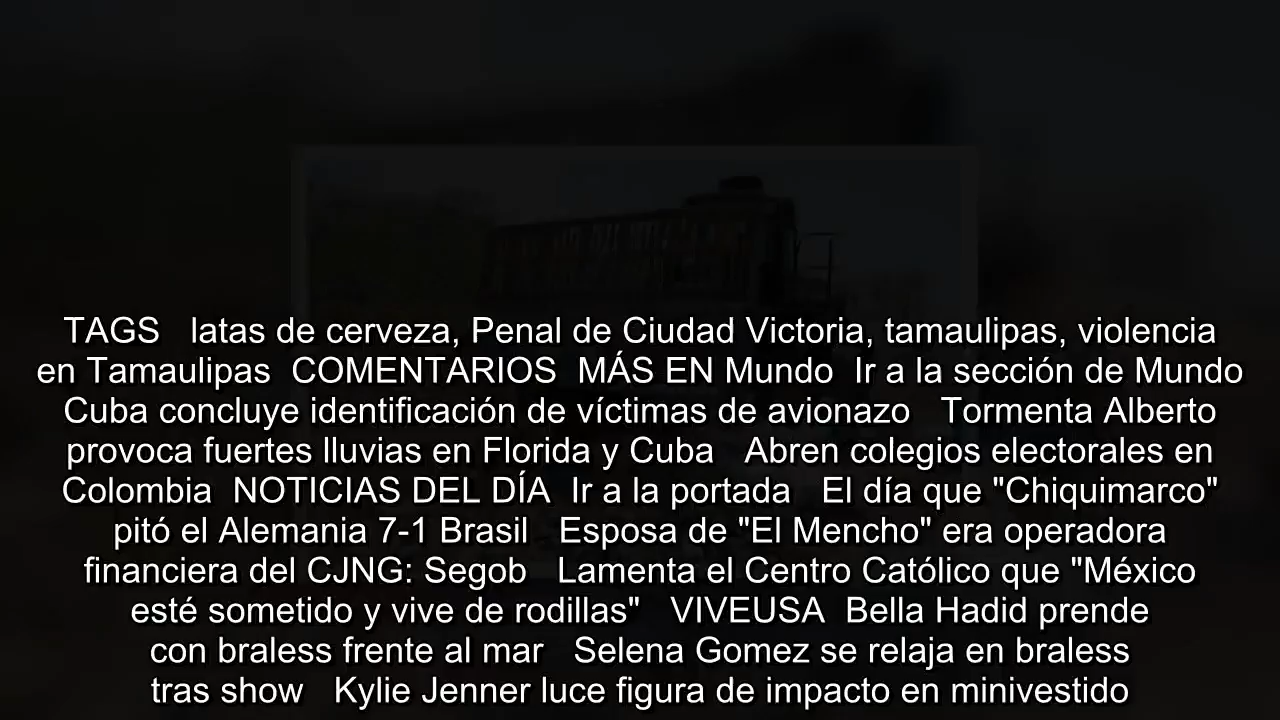 TAGS latas de cerveza, Penal de Ciudad Victoria, tamaulipas, violencia
en Tamaulipas COMENTARIOS MÁS EN Mundo Ir a la sección de Mundo
Cuba concluye identificación de víctimas de avionazo Tormenta Alberto
provoca fuertes lluvias en Florida y Cuba Abren colegios electorales en
Colombia NOTICIAS DEL DÍA Ir a la portada El día que "Chiquimarco"
pitó el Alemania 7-1 Brasil Esposa de "El Mencho" era operadora
financiera del CJNG: Segob Lamenta el Centro Católico que "México
esté sometido y vive de rodillas" VIVEUSA Bella Hadid prende
con braless frente al mar Selena Gomez se relaja en braless
tras show Kylie Jenner luce figura de impacto en minivestido